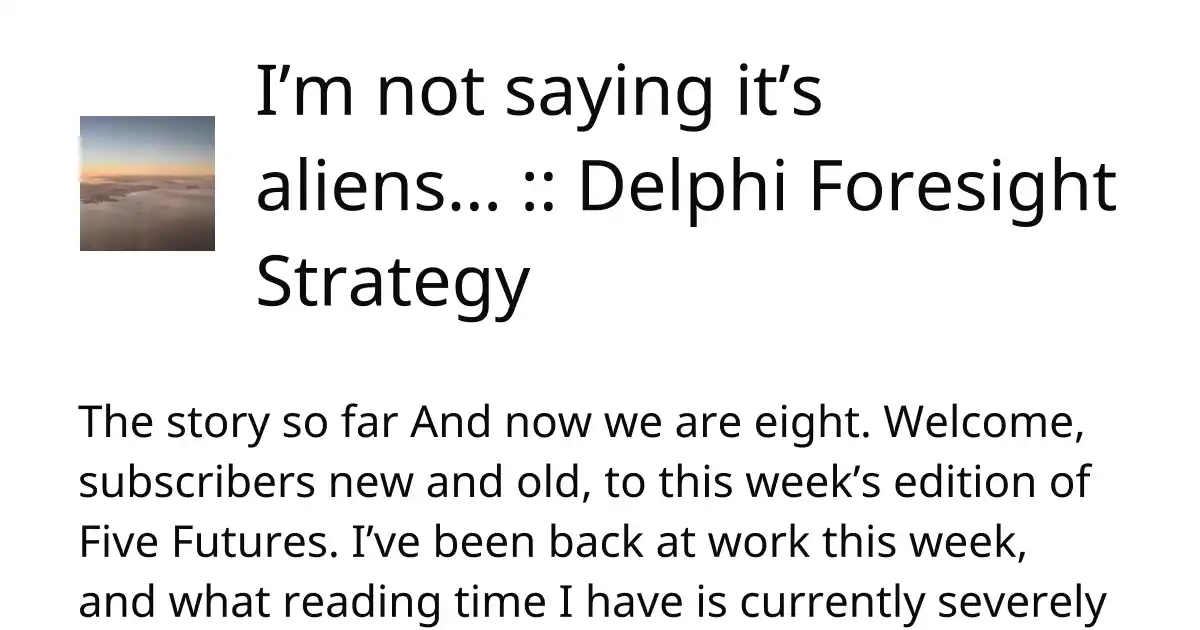 I’m not saying it’s
aliens… :: Delphi Foresight
Strategy
The story so far And now we are eight. Welcome,
subscribers new and old, to this week’s edition of
Five Futures. I’ve been back at work this week,
and what reading time I have is currently severely